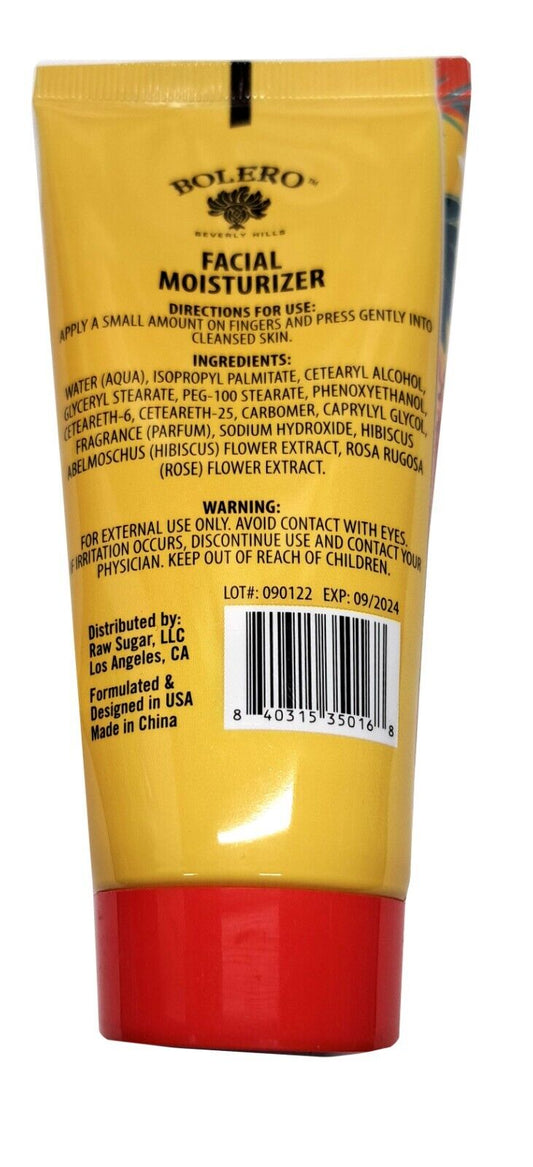 BOLERO™
BEVERLY HILLS
FACIAL
MOISTURIZER
DIRECTIONS FOR USE:
APPLY A SMALL AMOUNT ON FINGERS AND PRESS GENTLY INTO
CLEANSED SKIN.
INGREDIENTS:
WATER (AQUA), ISOPROPYL PALMITATE, CETEARYL ALCOHOL,
GLYCERYL STEARATE, PEG-100 STEARATE, PHENOXYETHANOL,
CETEARETH-6, CETEARETH-25, CARBOMER, CAPRYLYL GLYCOL,
FRAGRANCE (PARFUM), SODIUM HYDROXIDE, HIBISCUS
ABELMOSCHUS (HIBISCUS) FLOWER EXTRACT, ROSA RUGOSA
(ROSE) FLOWER EXTRACT.
WARNING:
FOR EXTERNAL USE ONLY. AVOID CONTACT WITH EYES.
IF IRRITATION OCCURS, DISCONTINUE USE AND CONTACT YOUR
PHYSICIAN. KEEP OUT OF REACH OF CHILDREN.
LOT#: 090122 EXP: 09/2024
Distributed by:
Raw Sugar, LLC
Los Angeles, CA
Formulated &
Designed in USA
Made in China
8 40315 35016 8